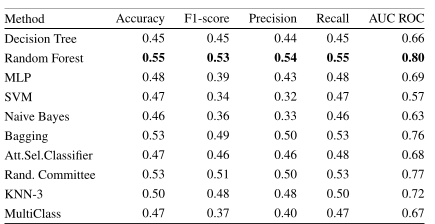 Method Accuracy F1-score Precision Recall AUC ROC
Decision Tree 0.45 0.45 0.44 0.45 0.66
Random Forest 0.55 0.53 0.54 0.55 0.80
MLP 0.48 0.39 0.43 0.48 0.69
SVM 0.47 0.34 0.32 0.47 0.57
Naive Bayes 0.46 0.36 0.33 0.46 0.63
Bagging 0.53 0.49 0.50 0.53 0.76
Att.Sel.Classifier 0.47 0.46 0.46 0.48 0.68
Rand. Committee 0.53 0.51 0.50 0.53 0.77
KNN-3 0.50 0.48 0.48 0.50 0.72
MultiClass 0.47 0.37 0.40 0.47 0.67